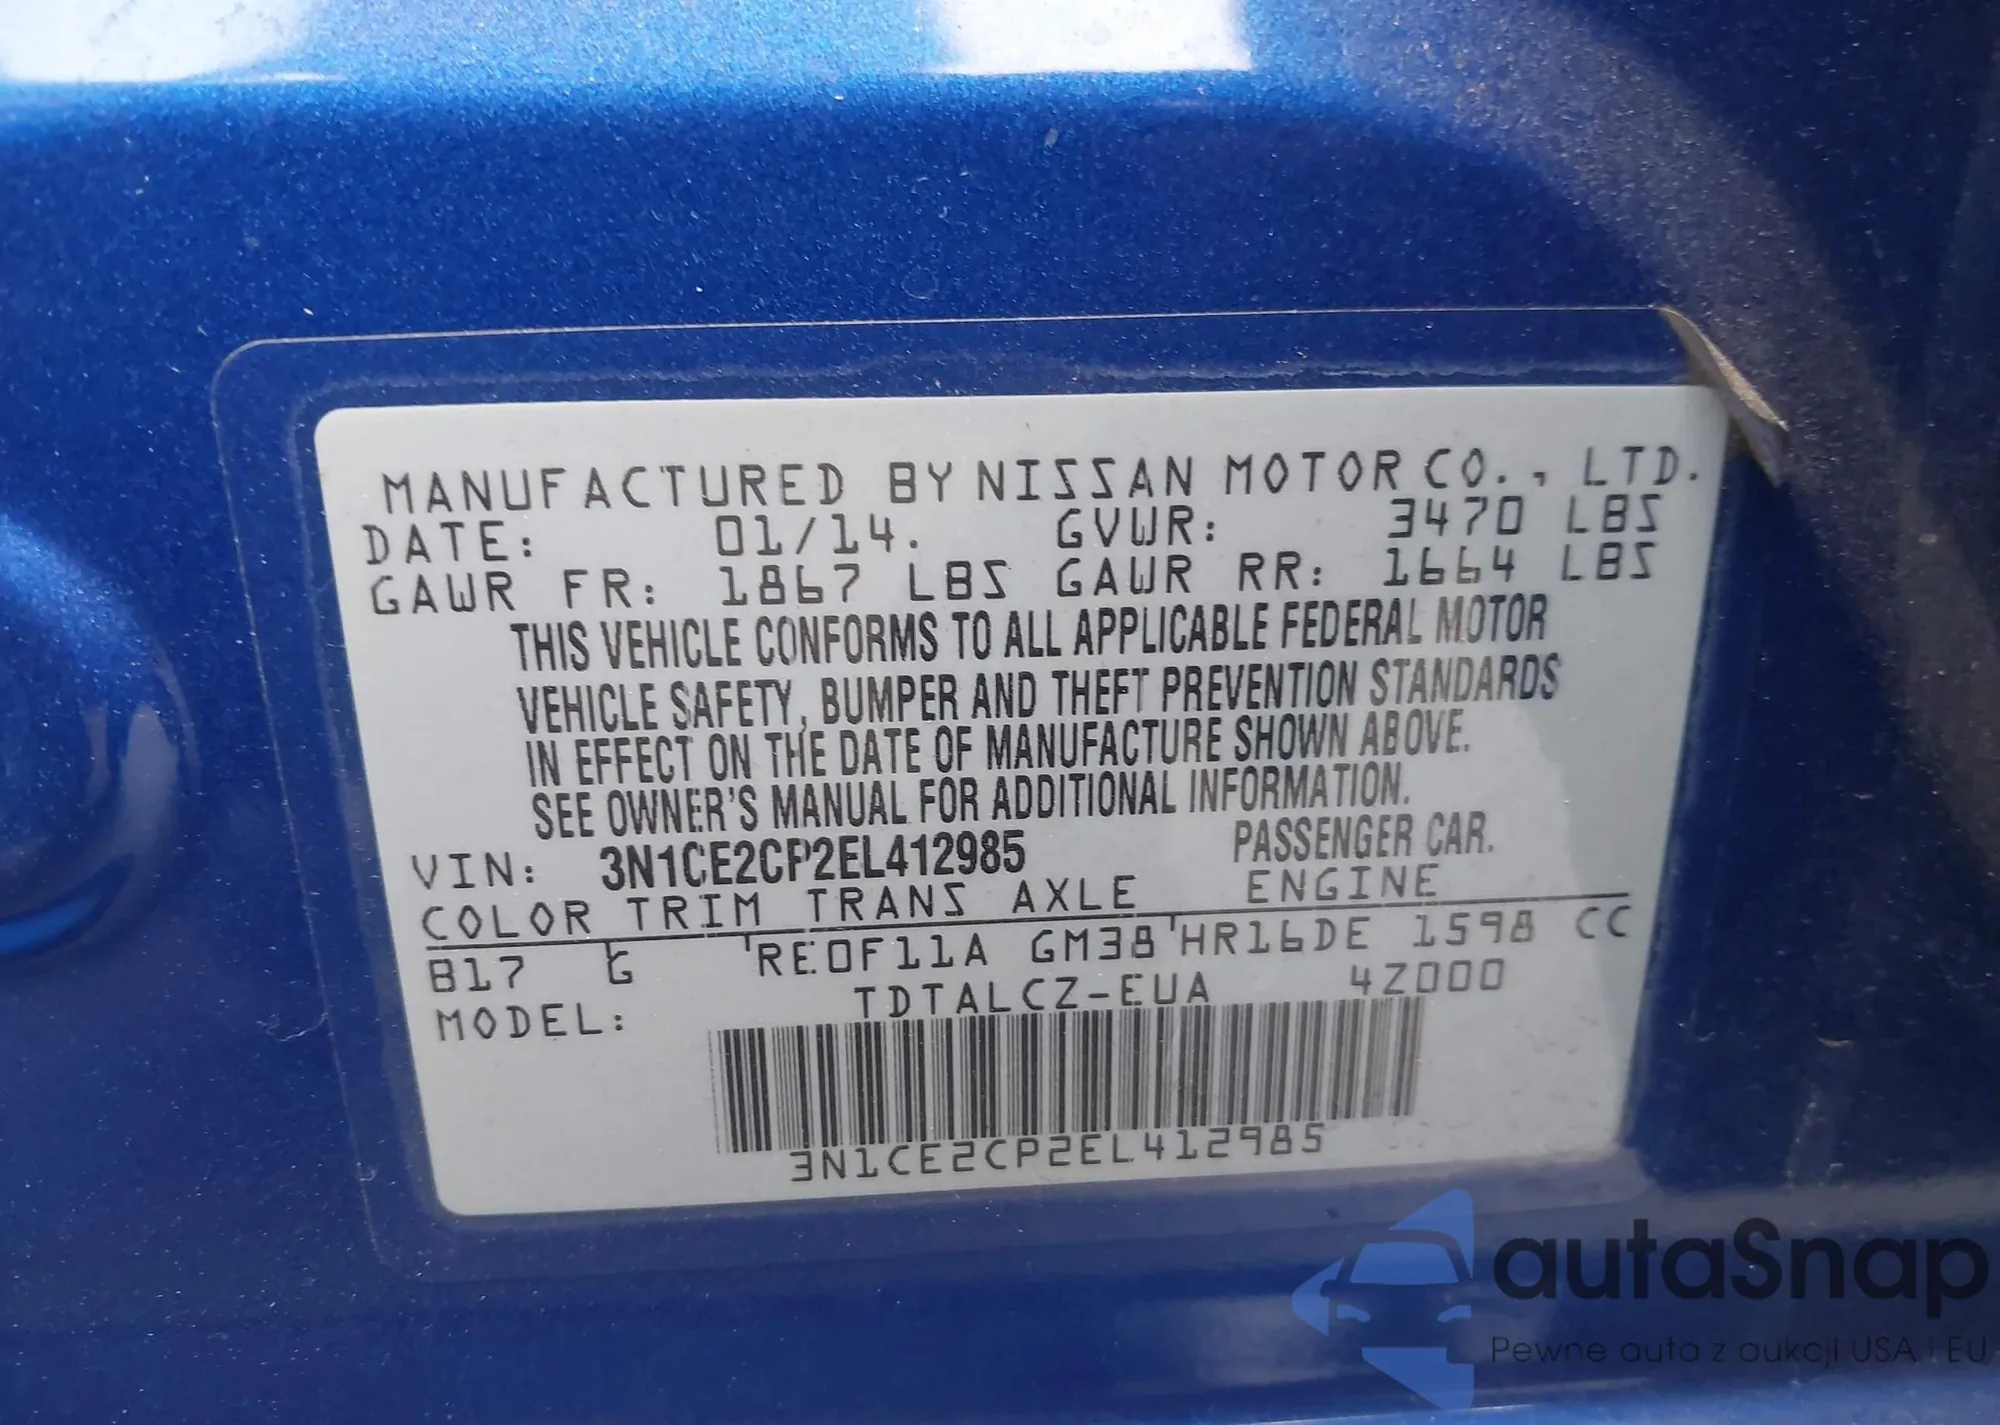 MANUFACTURED BY NISSAN MOTOR CO., LTD.
DATE: 01/14. GVWR: 3470 LBS
GAWR FR: 1867 LBS GAWR RR: 1664 LBS
THIS VEHICLE CONFORMS TO ALL APPLICABLE FEDERAL MOTOR
VEHICLE SAFETY, BUMPER AND THEFT PREVENTION STANDARDS
IN EFFECT ON THE DATE OF MANUFACTURE SHOWN ABOVE.
SEE OWNER'S MANUAL FOR ADDITIONAL INFORMATION.
VIN: 3N1CE2CP2EL412985 PASSENGER CAR.
COLOR TRIM TRANS AXLE ENGINE
B17 G RE0F11A GM38 HR16DE 1598 CC
MODEL: TDTALCZ-EUA 4Z000
3N1CE2CP2EL412985
autaSnap
Pewne auta z aukcji USA i EU